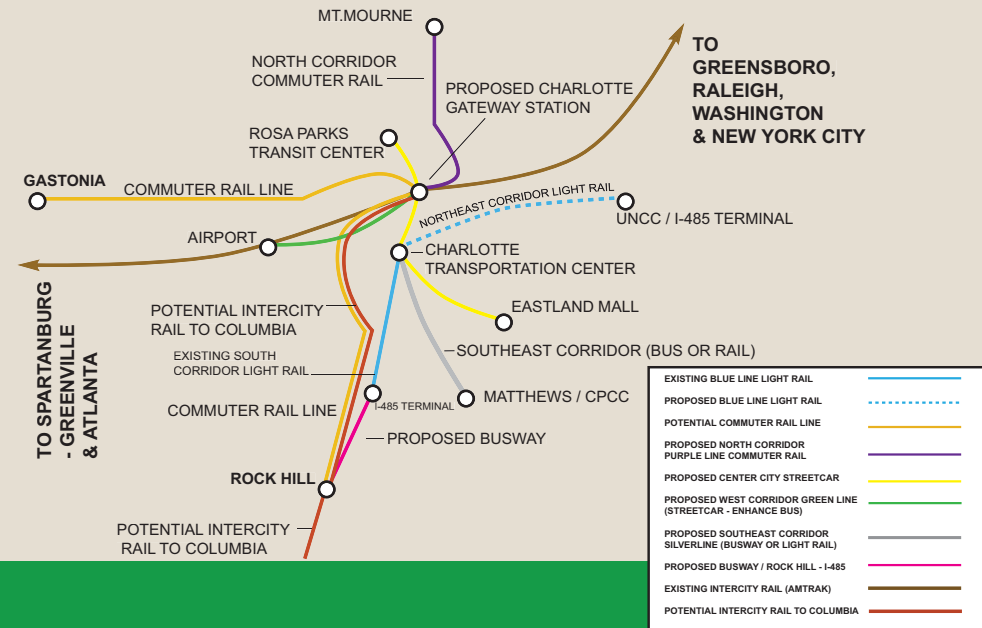 MT.MOURNE
NORTH CORRIDOR
COMMUTER RAIL
PROPOSED CHARLOTTE
GATEWAY STATION
TO
GREENSBORO,
RALEIGH,
WASHINGTON
& NEW YORK CITY
ROSA PARKS
TRANSIT CENTER
GASTONIA
COMMUTER RAIL LINE
NORTHEAST CORRIDOR LIGHT RAIL
UNCC / I-485 TERMINAL
AIRPORT
CHARLOTTE
TRANSPORTATION CENTER
TO SPARTANBURG
- GREENVILLE
& ATLANTA
POTENTIAL INTERCITY
RAIL TO COLUMBIA
EASTLAND MALL
EXISTING SOUTH
CORRIDOR LIGHT RAIL
SOUTHEAST CORRIDOR (BUS OR RAIL)
COMMUTER RAIL LINE
I-485 TERMINAL
MATTHEWS / CPCC
PROPOSED BUSWAY
ROCK HILL
POTENTIAL INTERCITY
RAIL TO COLUMBIA
EXISTING BLUE LINE LIGHT RAIL
PROPOSED BLUE LINE LIGHT RAIL
POTENTIAL COMMUTER RAIL LINE
PROPOSED NORTH CORRIDOR
PURPLE LINE COMMUTER RAIL
PROPOSED CENTER CITY STREETCAR
PROPOSED WEST CORRIDOR GREEN LINE
(STREETCAR - ENHANCE BUS)
PROPOSED SOUTHEAST CORRIDOR
SILVERLINE (BUSWAY OR LIGHT RAIL)
PROPOSED BUSWAY / ROCK HILL - I-485
EXISTING INTERCITY RAIL (AMTRAK)
POTENTIAL INTERCITY RAIL TO COLUMBIA